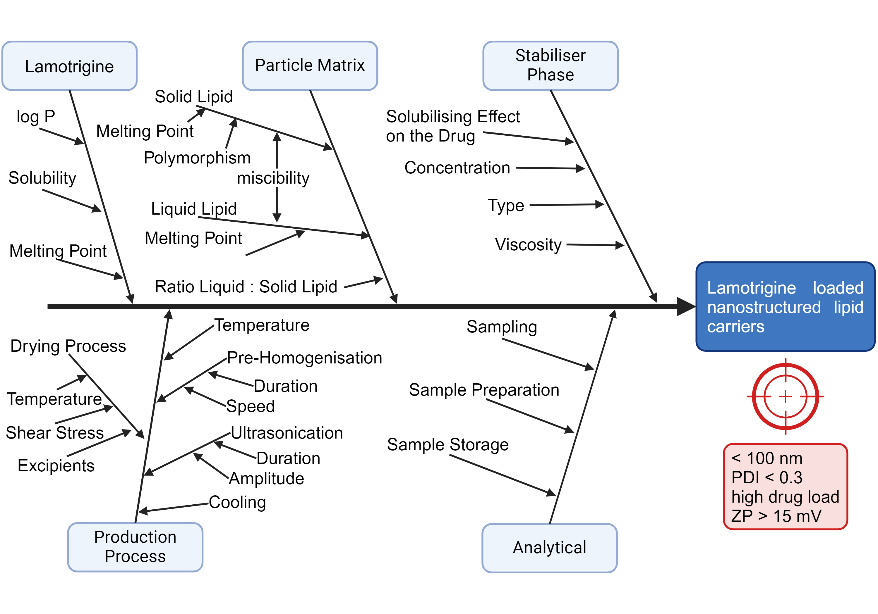 Lamotrigine
Particle Matrix
Stabiliser
Phase
log P
Solubility
Melting Point
Solid Lipid
Melting Point
Polymorphism
miscibility
Liquid Lipid
Melting Point
Ratio Liquid : Solid Lipid
Solubilising Effect
on the Drug
Concentration
Type
Viscosity
Lamotrigine loaded
nanostructured lipid
carriers
Drying Process
Temperature
Shear Stress
Excipients
Temperature
Pre-Homogenisation
Duration
Speed
Ultrasonication
Duration
Amplitude
Cooling
Sampling
Sample Preparation
Sample Storage
Production
Process
Analytical
< 100 nm
PDI < 0.3
high drug load
ZP > 15 mV